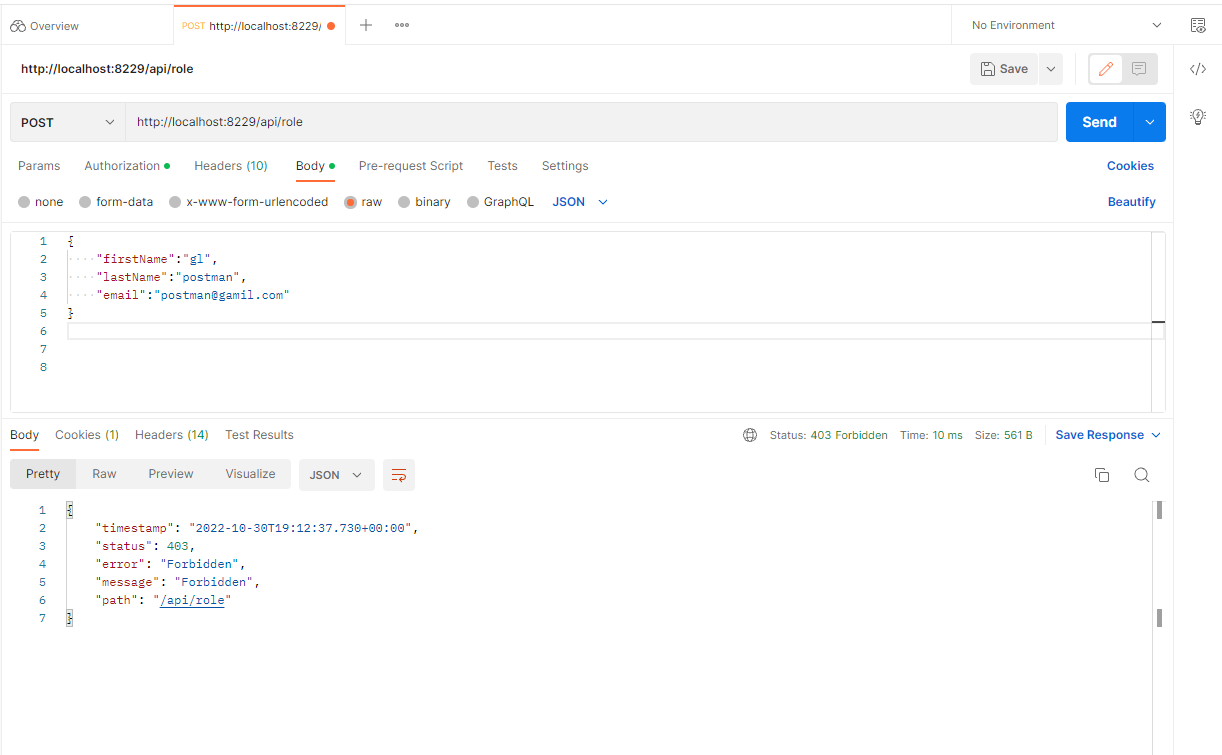 Overview
POST http://localhost:8229/
No Environment
http://localhost:8229/api/role
Save
POST
http://localhost:8229/api/role
Send
Params Authorization Headers (10) Body Pre-request Script Tests Settings Cookies
none form-data x-www-form-urlencoded raw binary GraphQL JSON Beautify
1 {
2 ····"firstName":"gl",
3 ····"lastName":"postman",
4 ····"email":"postman@gamil.com"
5 }
6
7
8
Body Cookies (1) Headers (14) Test Results Status: 403 Forbidden Time: 10 ms Size: 561 B Save Response
Pretty Raw Preview Visualize JSON
1 {
2 "timestamp": "2022-10-30T19:12:37.730+00:00",
3 "status": 403,
4 "error": "Forbidden",
5 "message": "Forbidden",
6 "path": "/api/role"
7 }